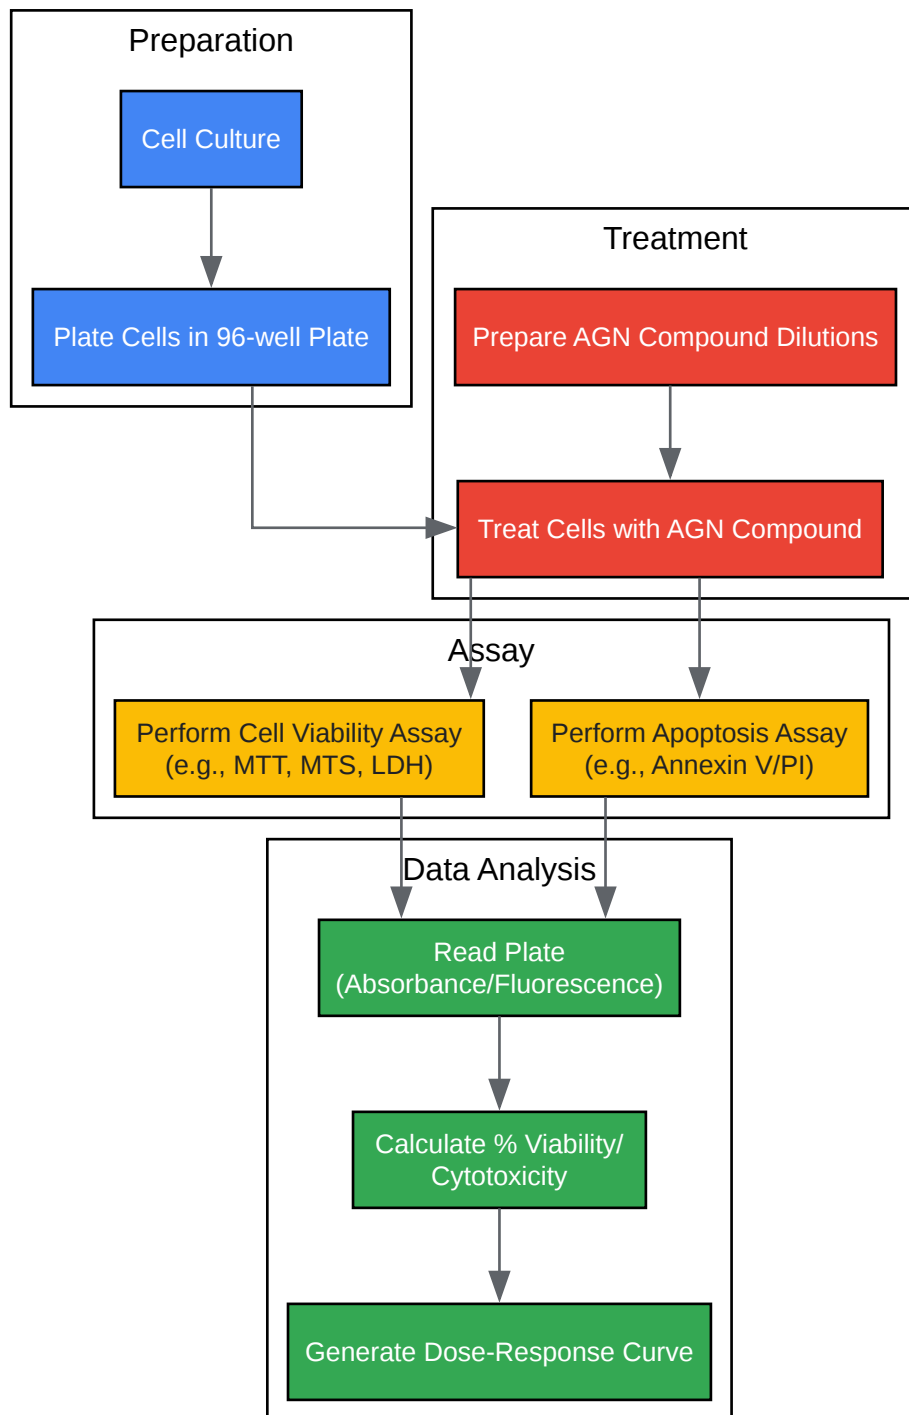 Preparation
Cell Culture
Plate Cells in 96-well Plate
Treatment
Prepare AGN Compound Dilutions
Treat Cells with AGN Compound
Assay
Perform Cell Viability Assay
(e.g., MTT, MTS, LDH)
Perform Apoptosis Assay
(e.g., Annexin V/PI)
Data Analysis
Read Plate
(Absorbance/Fluorescence)
Calculate % Viability/
Cytotoxicity
Generate Dose-Response Curve